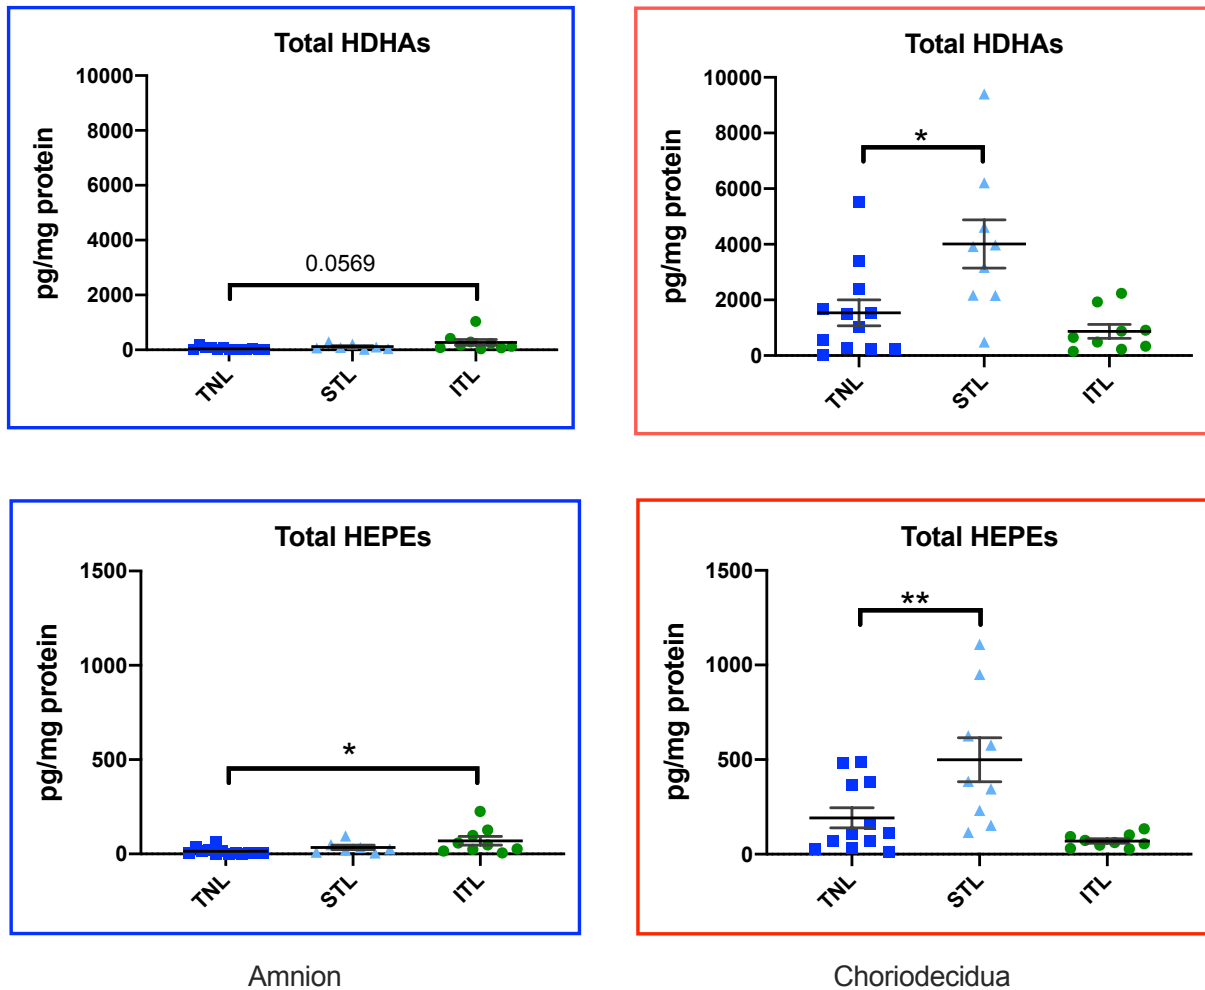 Total HDHAs
10000
8000
6000
4000
2000
0
pg/mg protein
0.0569
TNL
STL
ITL
Total HDHAs
10000
8000
6000
4000
2000
0
pg/mg protein
*
TNL
STL
ITL
Total HEPEs
1500
1000
500
0
pg/mg protein
*
TNL
STL
ITL
Total HEPEs
1500
1000
500
0
pg/mg protein
**
TNL
STL
ITL
Amnion
Choriodecidua